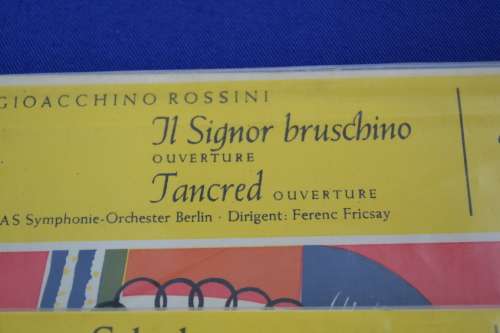 GIOACCHINO ROSSINI
Il Signor bruschino
OUVERTURE
Tancred OUVERTURE
AS Symphonie-Orchester Berlin · Dirigent: Ferenc Fricsay